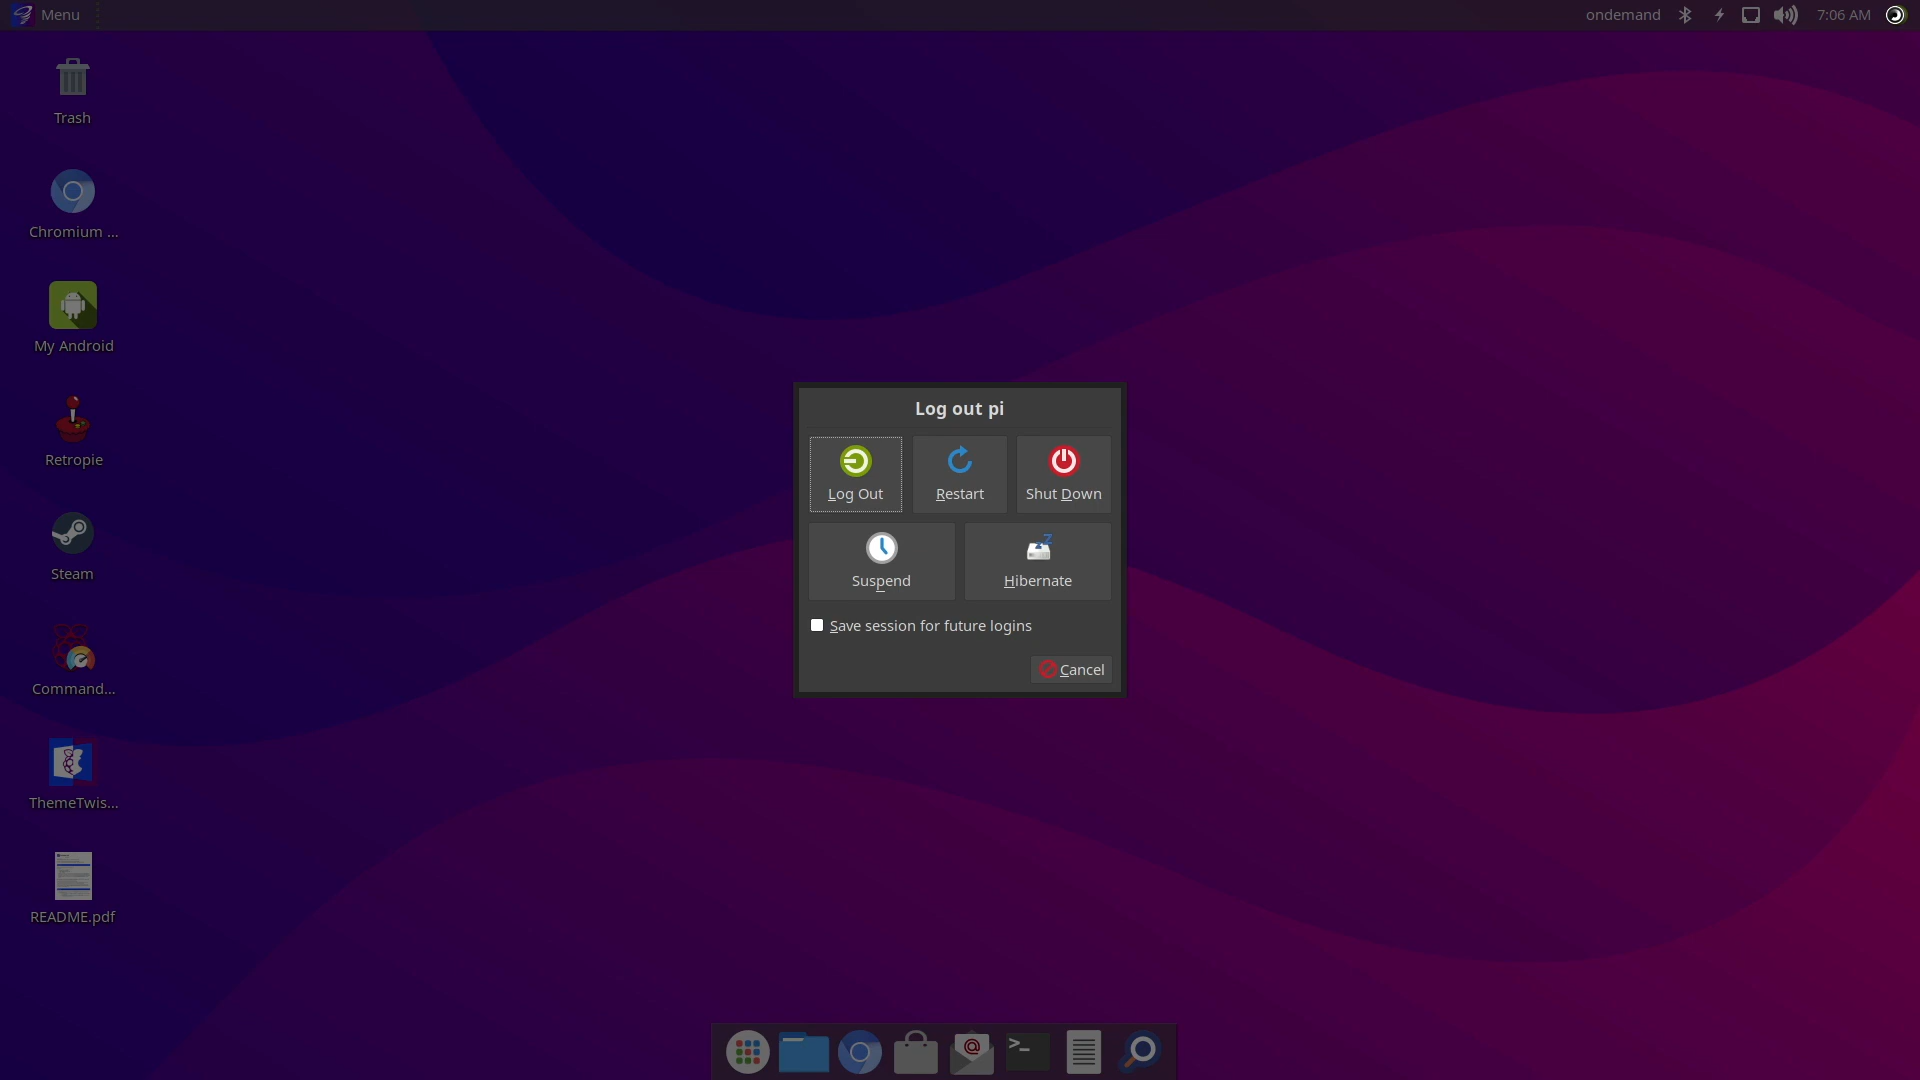 Menu
ondemand
7:06 AM
Trash
Chromium ...
My Android
Retropie
Steam
Command...
ThemeTwis...
README.pdf
Log out pi
Log Out
Restart
Shut Down
Suspend
Hibernate
Save session for future logins
Cancel